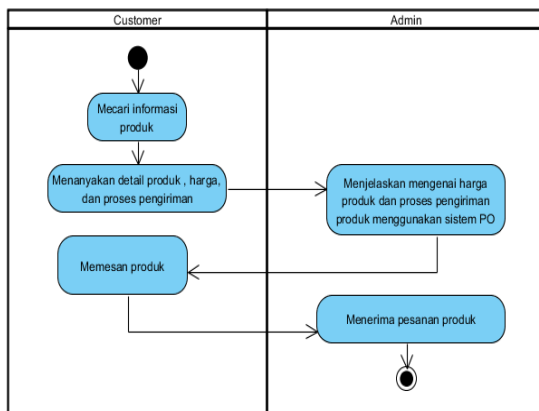 Customer
Admin
Mecari informasi
produk
Menanyakan detail produk , harga,
dan proses pengiriman
Menjelaskan mengenai harga
produk dan proses pengiriman
produk menggunakan sistem PO
Memesan produk
Menerima pesanan produk